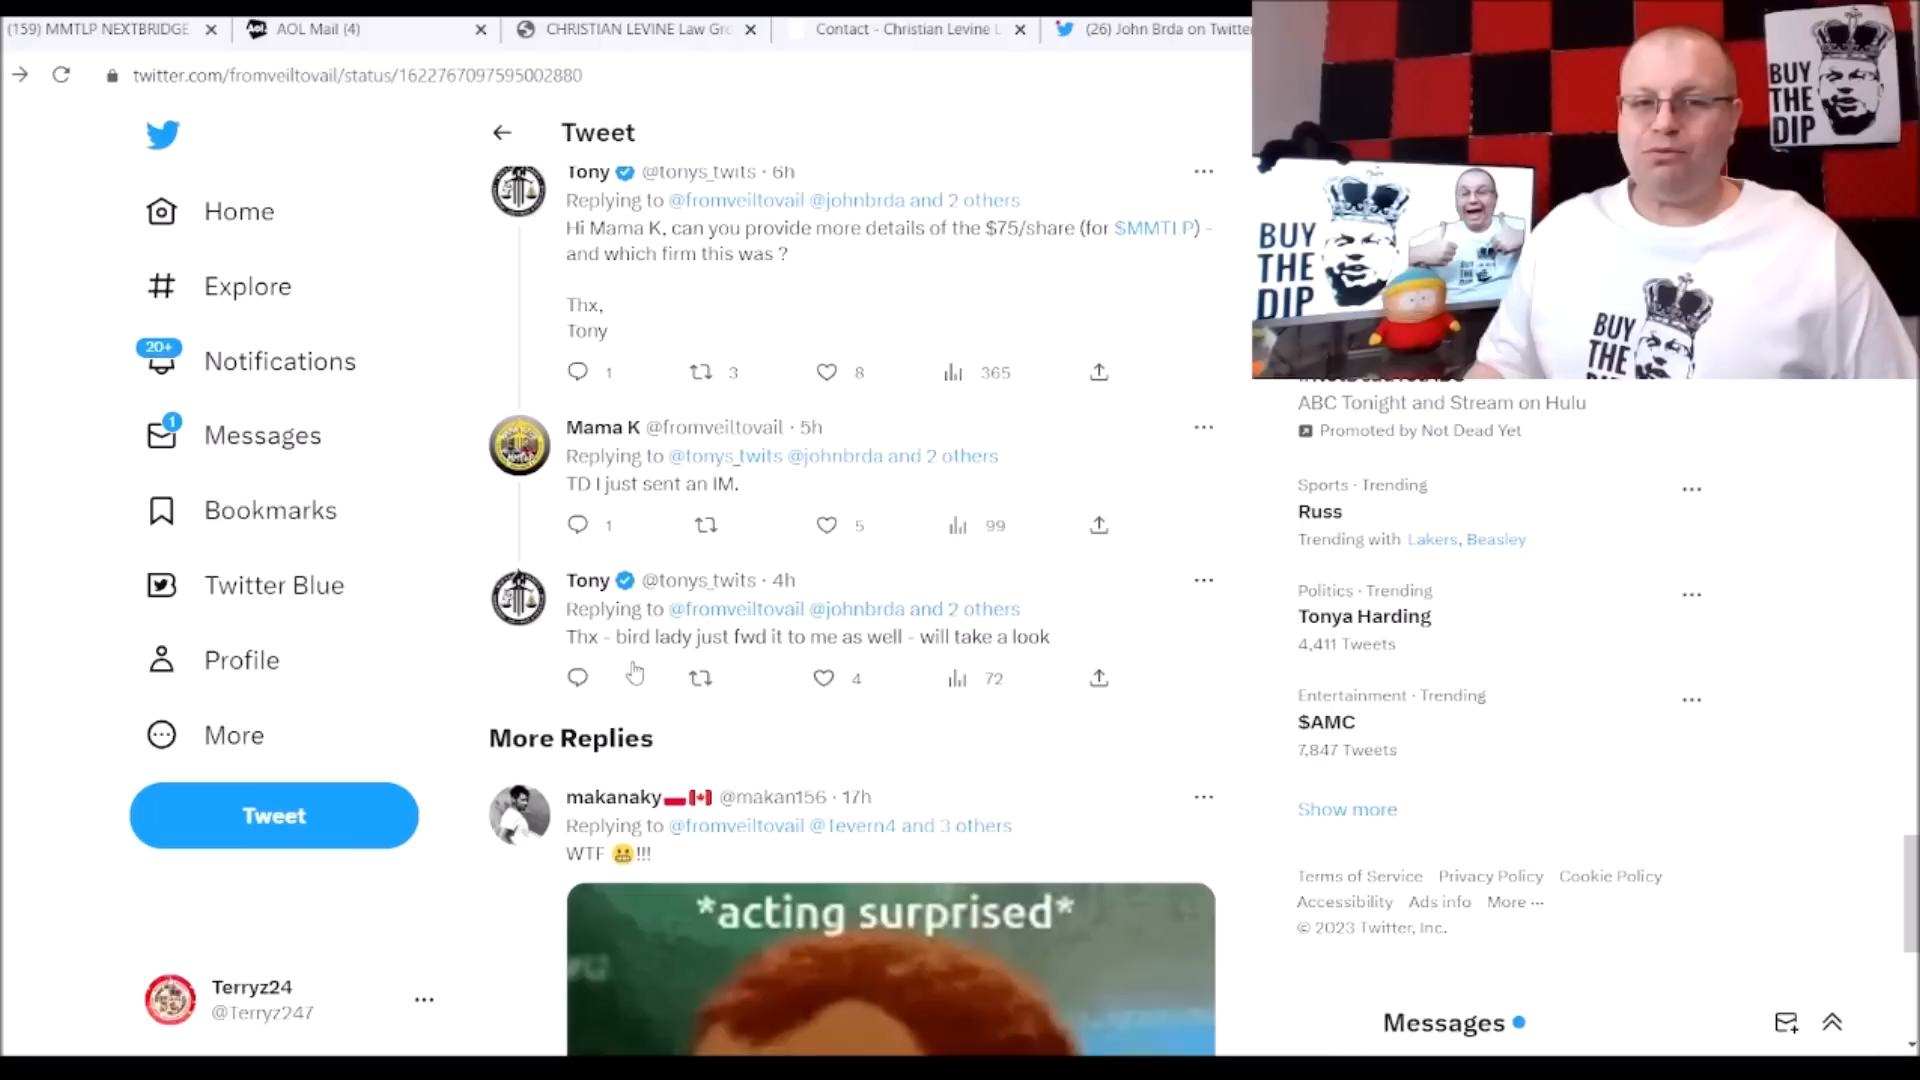 (159) MMTLP NEXTBRIDGE
AOL Mail (4)
CHRISTIAN LEVINE Law Gro
Contact - Christian Levine L
(26) John Brda on Twitte
twitter.com/fromveiltovail/status/1622767097595002880
Home
Explore
20+
Notifications
1
Messages
Bookmarks
Twitter Blue
Profile
More
Tweet
Terryz24
@Terryz247
Tweet
Tony @tonys_twits · 6h
Replying to @fromveiltovail @johnbrda and 2 others
Hi Mama K, can you provide more details of the $75/share (for $MMTLP) -
and which firm this was ?
Thx,
Tony
1 3 8 365
Mama K @fromveiltovail · 5h
Replying to @tonys_twits @johnbrda and 2 others
TD I just sent an IM.
1 5 99
Tony @tonys_twits · 4h
Replying to @fromveiltovail @johnbrda and 2 others
Thx - bird lady just fwd it to me as well - will take a look
4 72
More Replies
makanaky @makan156 · 17h
Replying to @fromveiltovail @Tevern4 and 3 others
WTF 😬!!!
*acting surprised*
BUY
THE
DIP
BUY
THE
DIP
BUY
THE
ABC Tonight and Stream on Hulu
Promoted by Not Dead Yet
Sports · Trending
Russ
Trending with Lakers, Beasley
Politics · Trending
Tonya Harding
4,411 Tweets
Entertainment · Trending
$AMC
7,847 Tweets
Show more
Terms of Service Privacy Policy Cookie Policy
Accessibility Ads info More ···
© 2023 Twitter, Inc.
Messages